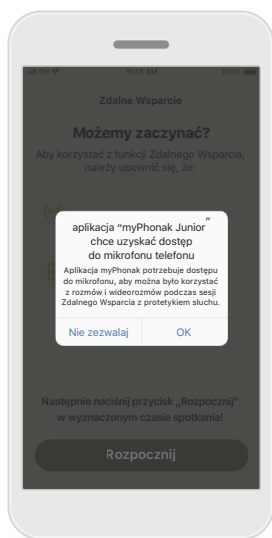 9:41 AM
100%
Zdalne Wsparcie
Możemy zaczynać?
Aby korzystać z funkcji Zdalnego Wsparcia,
należy upewnić się, że:
aplikacja “myPhonak Junior”
chce uzyskać dostęp
do mikrofonu telefonu
Aplikacja myPhonak potrzebuje dostępu
do mikrofonu, aby można było korzystać
z rozmów i wideorozmów podczas sesji
Zdalnego Wsparcia z protetykiem słuchu.
Nie zezwalaj OK
Następnie naciśnij przycisk „Rozpocznij”
w wyznaczonym czasie spotkania!
Rozpocznij